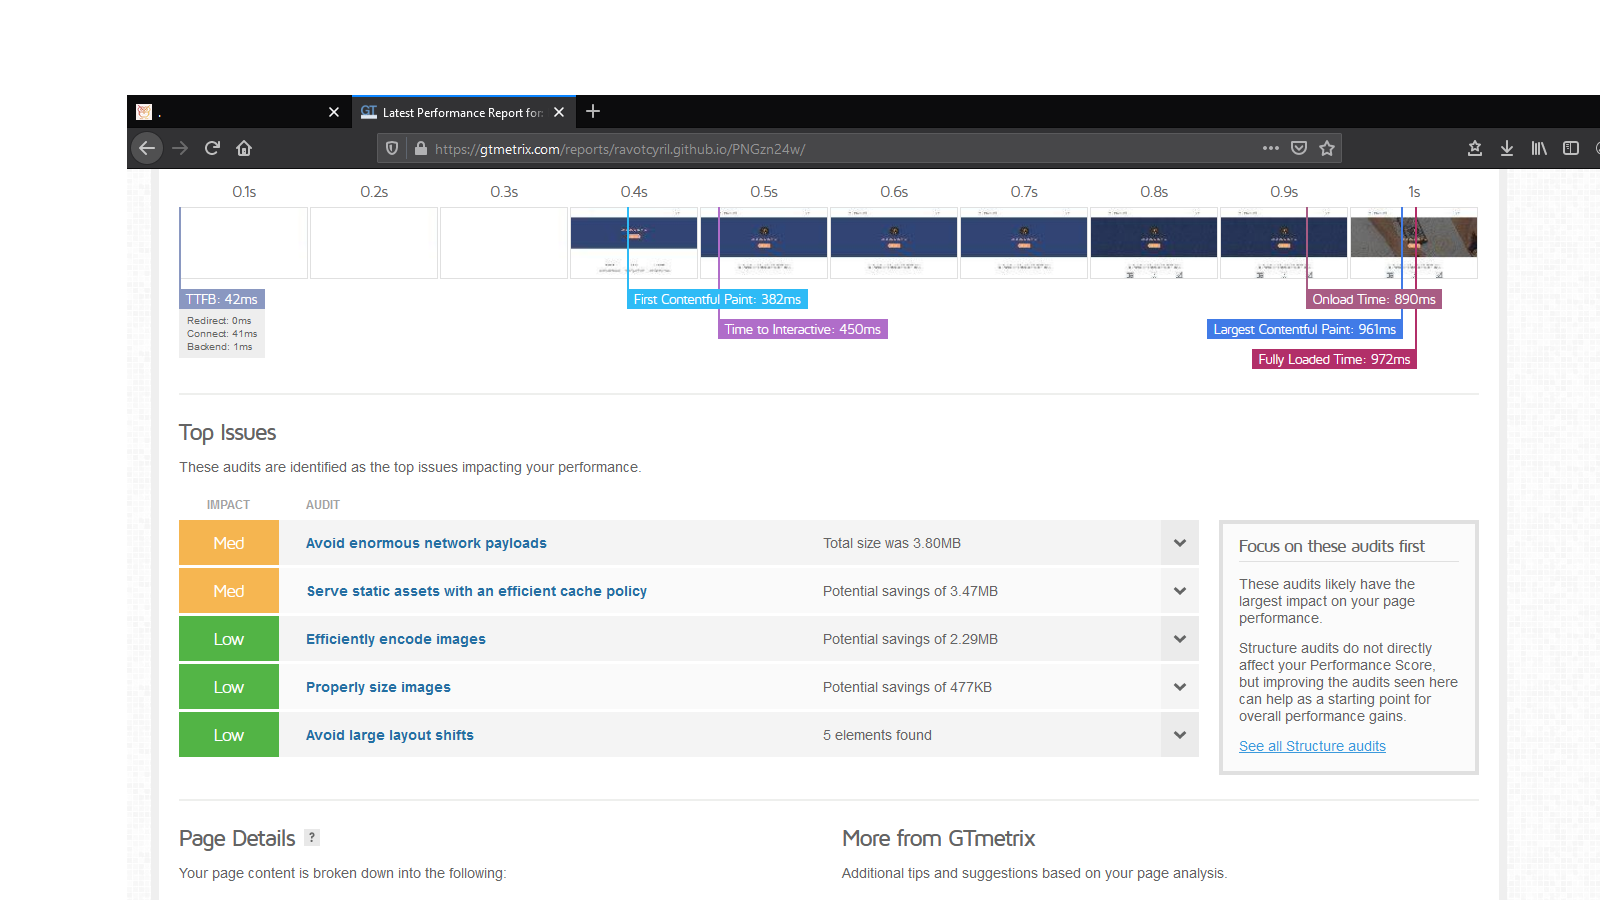 .
GT Latest Performance Report for:
https://gtmetrix.com/reports/ravotcyril.github.io/PNGzn24w/
0.1s 0.2s 0.3s 0.4s 0.5s 0.6s 0.7s 0.8s 0.9s 1s
TTFB: 42ms
Redirect: 0ms
Connect: 41ms
Backend: 1ms
First Contentful Paint: 382ms
Time to Interactive: 450ms
Onload Time: 890ms
Largest Contentful Paint: 961ms
Fully Loaded Time: 972ms
Top Issues
These audits are identified as the top issues impacting your performance.
IMPACT AUDIT
Med Avoid enormous network payloads Total size was 3.80MB
Med Serve static assets with an efficient cache policy Potential savings of 3.47MB
Low Efficiently encode images Potential savings of 2.29MB
Low Properly size images Potential savings of 477KB
Low Avoid large layout shifts 5 elements found
Focus on these audits first
These audits likely have the
largest impact on your page
performance.
Structure audits do not directly
affect your Performance Score,
but improving the audits seen here
can help as a starting point for
overall performance gains.
See all Structure audits
Page Details ?
Your page content is broken down into the following:
More from GTmetrix
Additional tips and suggestions based on your page analysis.